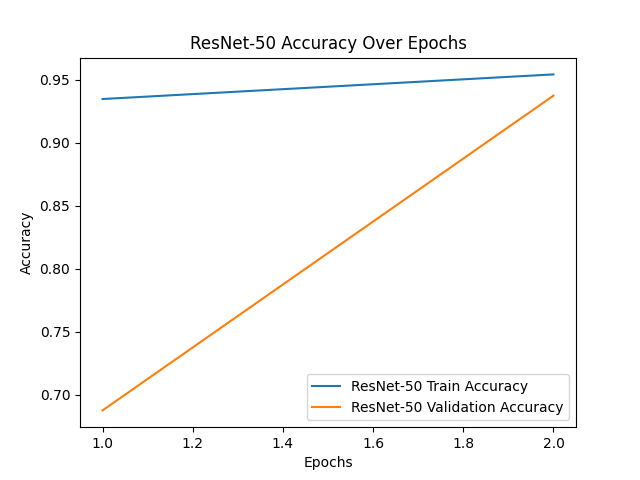 ResNet-50 Accuracy Over Epochs
Accuracy
0.95
0.90
0.85
0.80
0.75
0.70
ResNet-50 Train Accuracy
ResNet-50 Validation Accuracy
1.0 1.2 1.4 1.6 1.8 2.0
Epochs